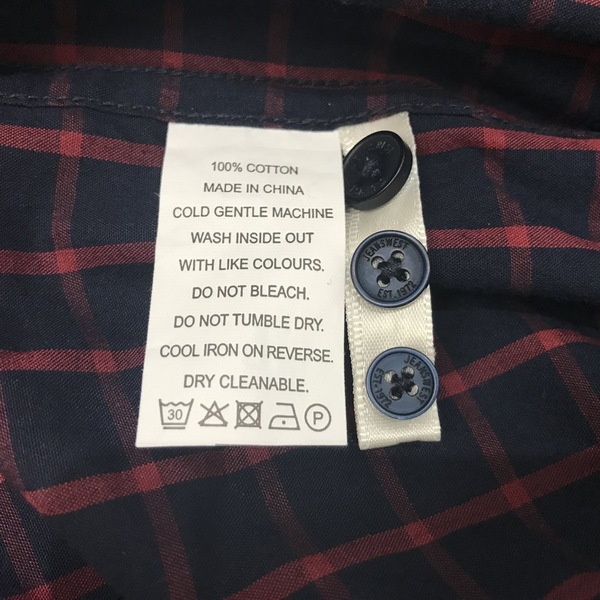 100% COTTON
MADE IN CHINA
COLD GENTLE MACHINE
WASH INSIDE OUT
WITH LIKE COLOURS.
DO NOT BLEACH.
DO NOT TUMBLE DRY.
COOL IRON ON REVERSE.
DRY CLEANABLE.
30 P
JEANSWEST
EST. 1972
JEANSWEST
EST. 1972